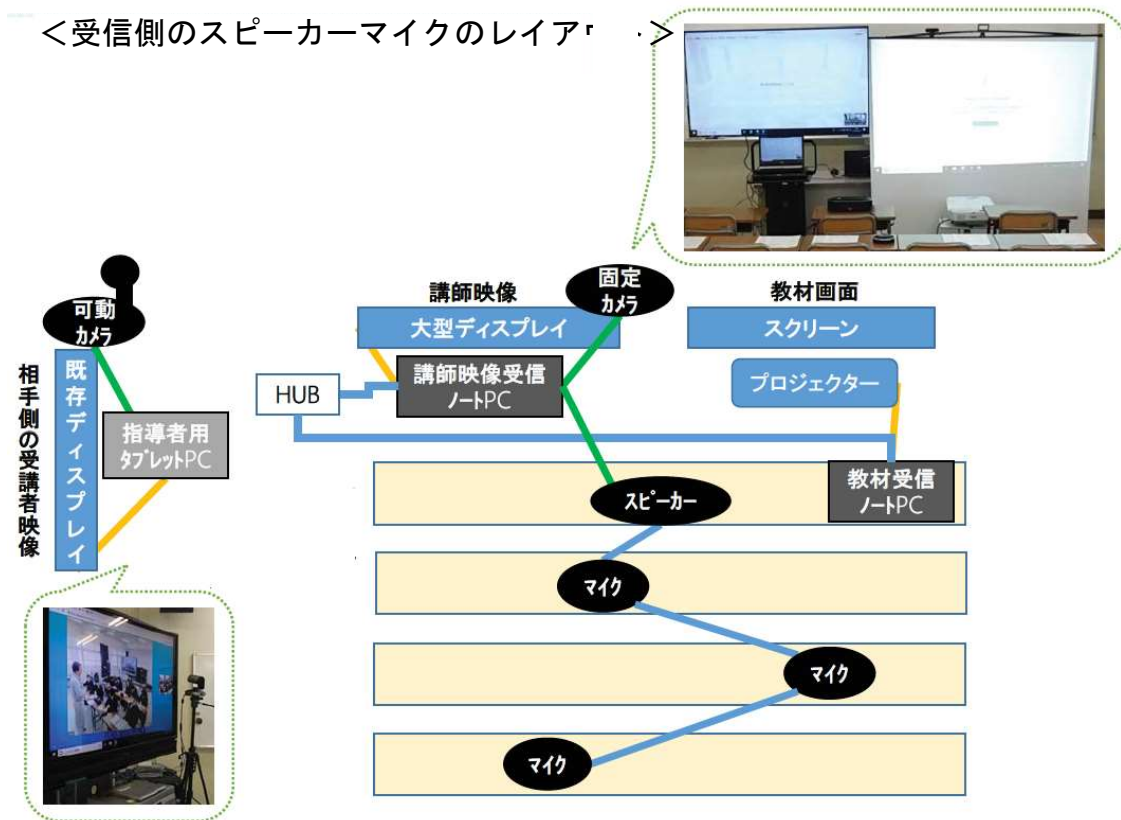 ＜受信側のスピーカーマイクのレイア
＞
講師映像
固定
カメラ
教材画面
可動
カメラ
大型ディスプレイ
スクリーン
相手側の受講者映像
既存ディスプレイ
講師映像受信
ノートPC
HUB
プロジェクター
指導者用
タブレットPC
スピーカー
教材受信
ノートPC
マイク
マイク
マイク